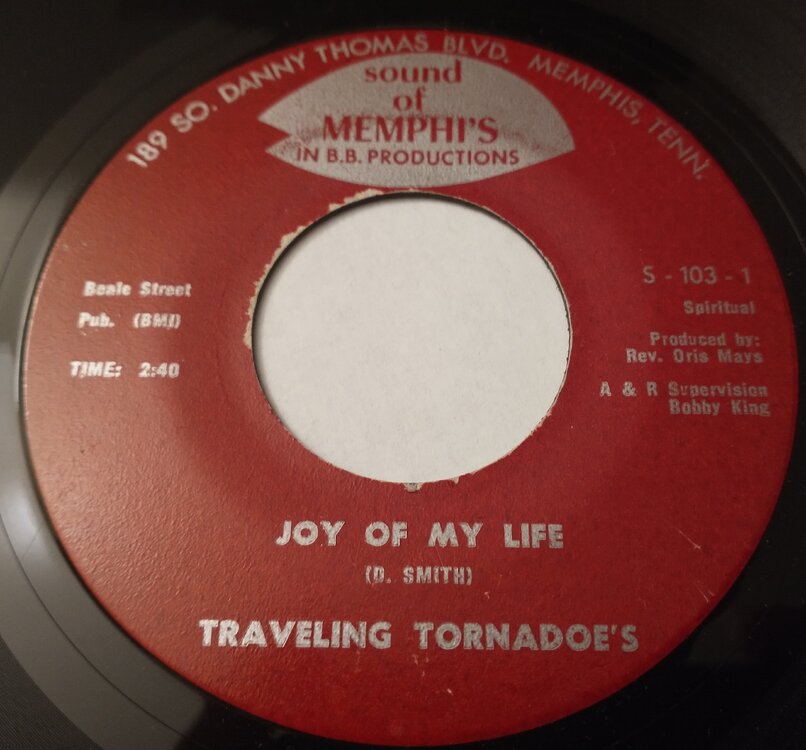 189 SO. DANNY THOMAS BLVD. MEMPHIS, TENN.
sound
of
MEMPHI'S
IN B.B. PRODUCTIONS
Beale Street
Pub. (BMI)
TIME: 2:40
S - 103 - 1
Spiritual
Produced by:
Rev. Oris Mays
A & R Supervision
Bobby King
JOY OF MY LIFE
(D. SMITH)
TRAVELING TORNADOE'S